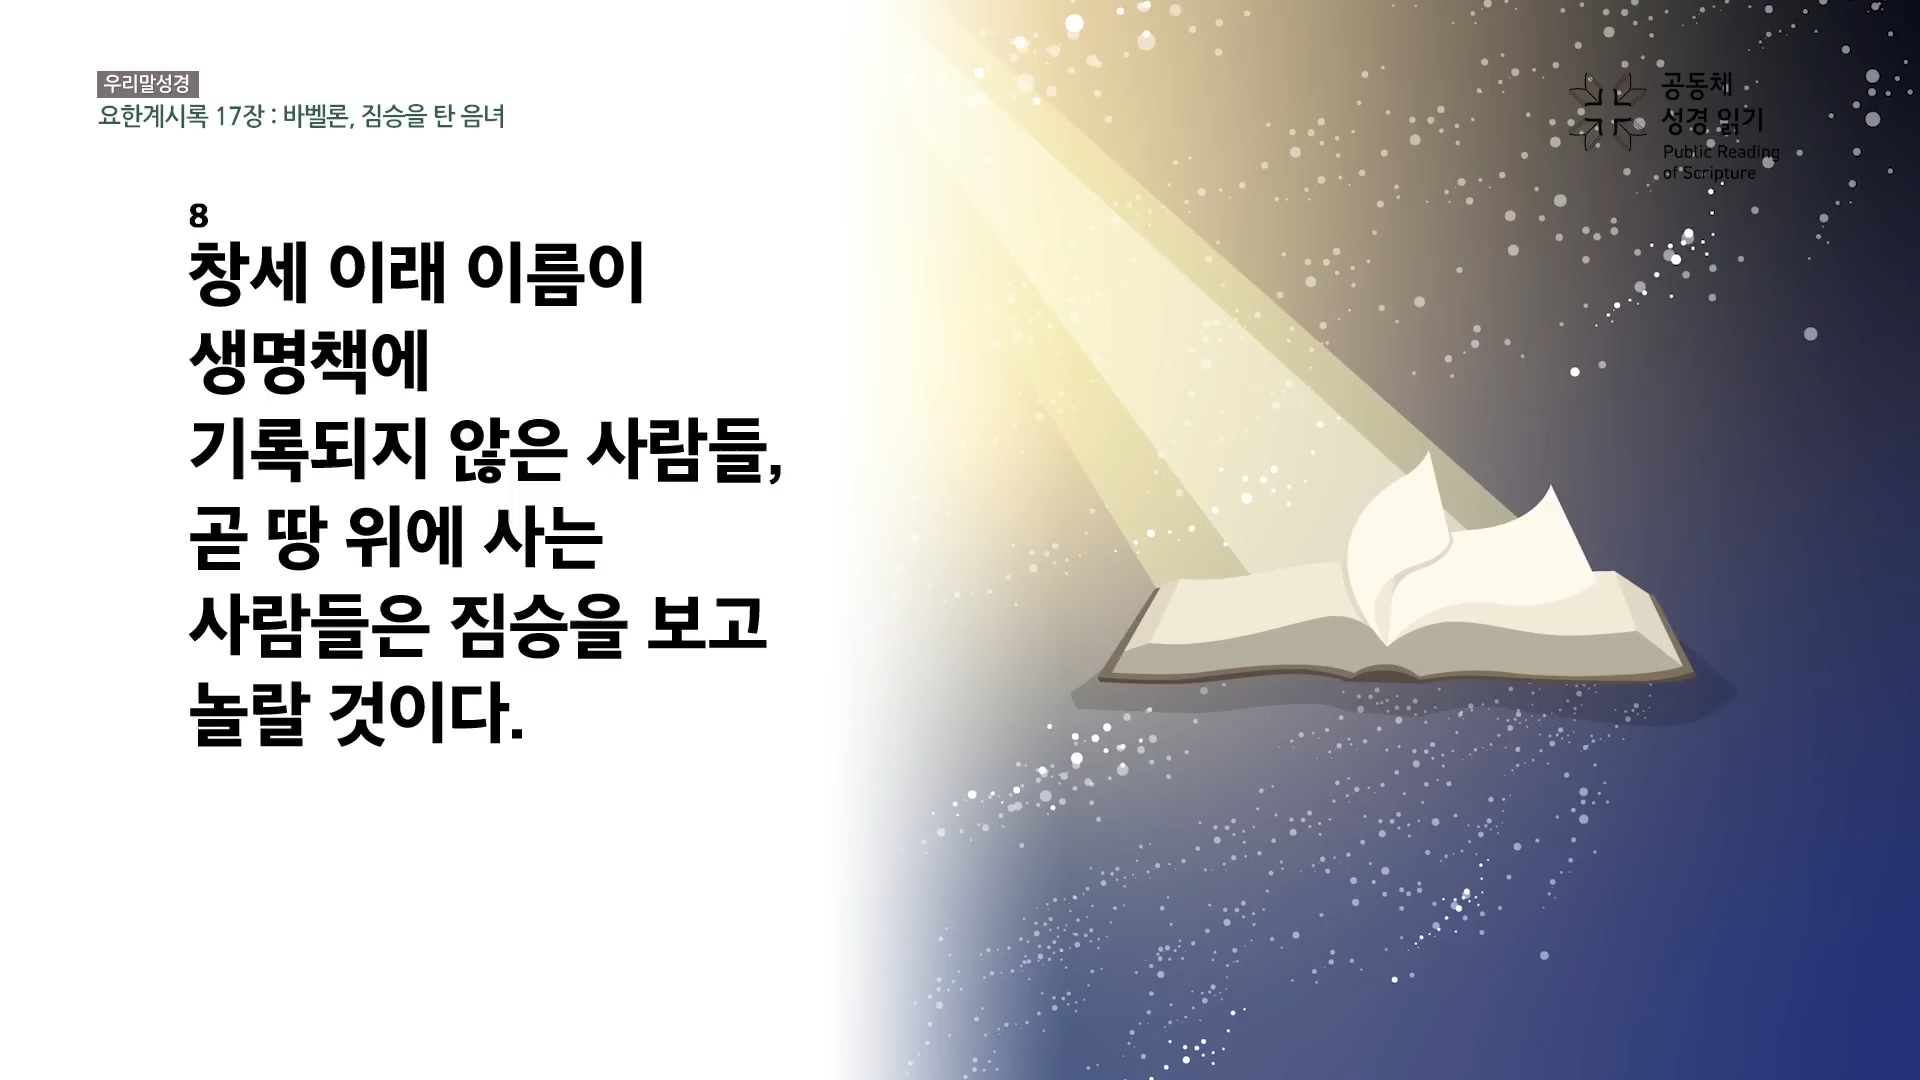 우리말성경
요한계시록 17장 : 바벨론, 짐승을 탄 음녀
공동체
성경 읽기
Public Reading
of Scripture
8
창세 이래 이름이
생명책에
기록되지 않은 사람들,
곧 땅 위에 사는
사람들은 짐승을 보고
놀랄 것이다.